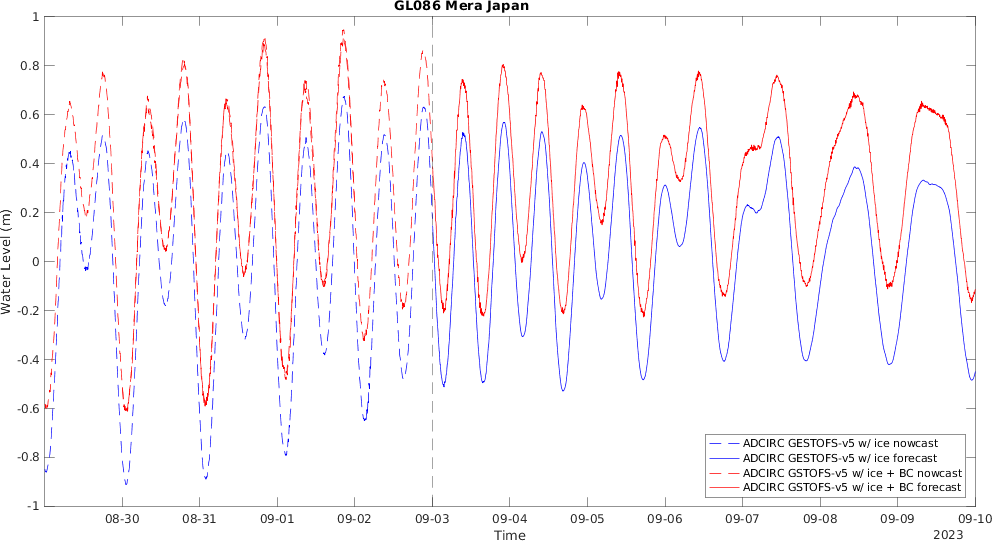 GL086 Mera Japan
1
0.8
0.6
0.4
0.2
0
-0.2
-0.4
-0.6
-0.8
-1
Water Level (m)
ADCIRC GESTOFS-v5 w/ ice nowcast
ADCIRC GESTOFS-v5 w/ ice forecast
ADCIRC GSTOFS-v5 w/ ice + BC nowcast
ADCIRC GSTOFS-v5 w/ ice + BC forecast
08-30 08-31 09-01 09-02 09-03 09-04 09-05 09-06 09-07 09-08 09-09 09-10
Time
2023